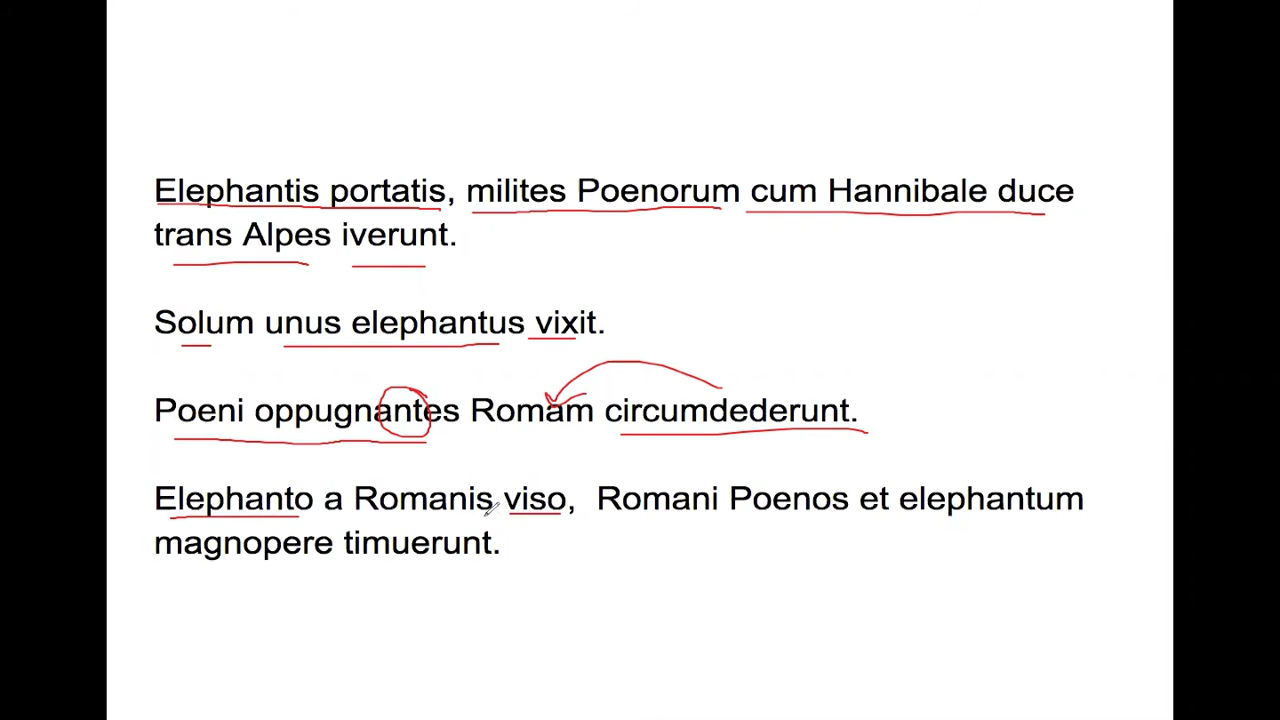 Elephantis portatis, milites Poenorum cum Hannibale duce
trans Alpes iverunt.
Solum unus elephantus vixit.
Poeni oppugnantes Romam circumdederunt.
Elephanto a Romanis viso, Romani Poenos et elephantum
magnopere timuerunt.